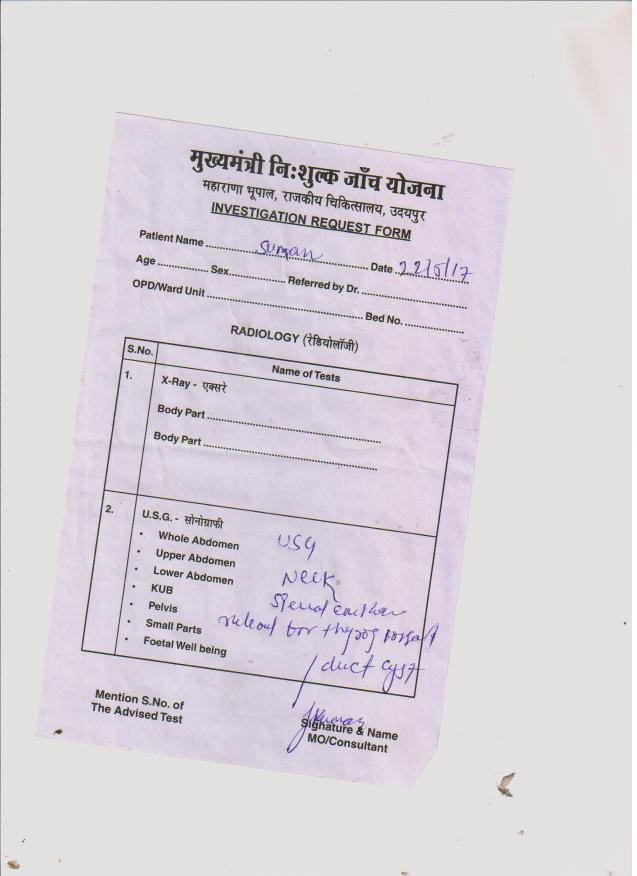 मुख्यमंत्री नि:शुल्क जाँच योजना
महाराणा भूपाल, राजकीय चिकित्सालय, उदयपुर
INVESTIGATION REQUEST FORM
Patient Name ........ Date 22/5/17
Age ........ Sex ........ Referred by Dr. ........
OPD/Ward Unit ........ Bed No. ........
RADIOLOGY (रेडियोलॉजी)
S.No. Name of Tests
1. X-Ray - एक्सरे
Body Part ........
Body Part ........
2. U.S.G. - सोनोग्राफी
• Whole Abdomen USG
• Upper Abdomen
• Lower Abdomen Neck
• KUB
• Pelvis
• Small Parts
• Foetal Well being
duct cyst
Mention S.No. of
The Advised Test
Signature & Name
MO/Consultant